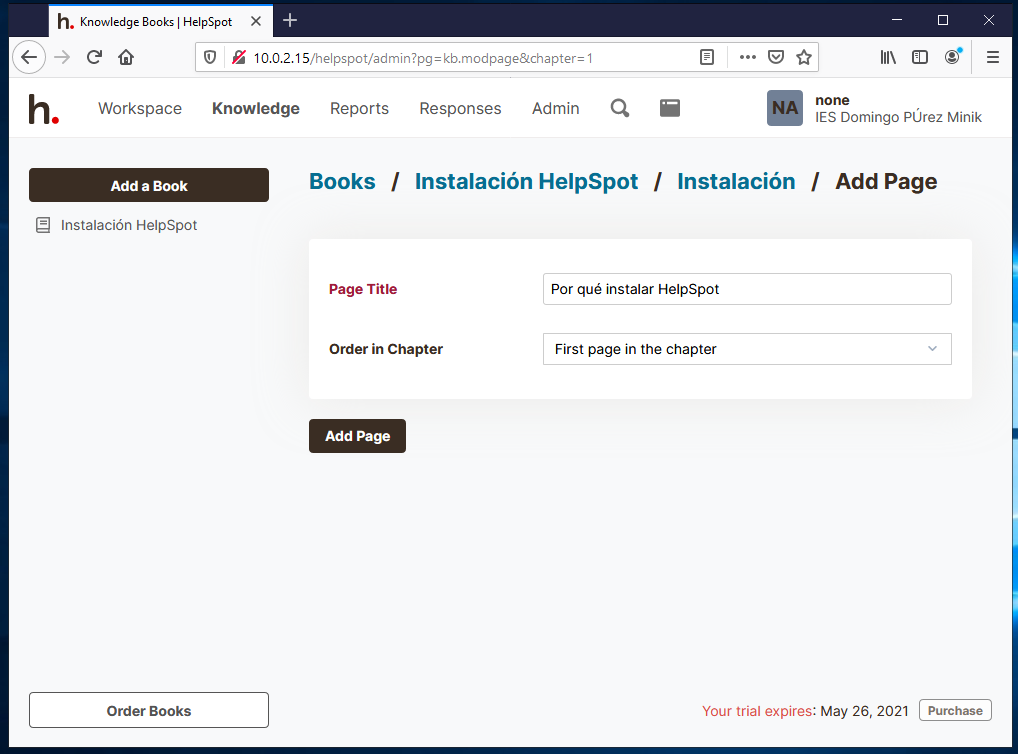 h. Knowledge Books | HelpSpot
10.0.2.15/helpspot/admin?pg=kb.modpage&chapter=1
h. Workspace Knowledge Reports Responses Admin
NA none
IES Domingo PÚrez Minik
Add a Book
Instalación HelpSpot
Books / Instalación HelpSpot / Instalación / Add Page
Page Title Por qué instalar HelpSpot
Order in Chapter First page in the chapter
Add Page
Order Books
Your trial expires: May 26, 2021 Purchase